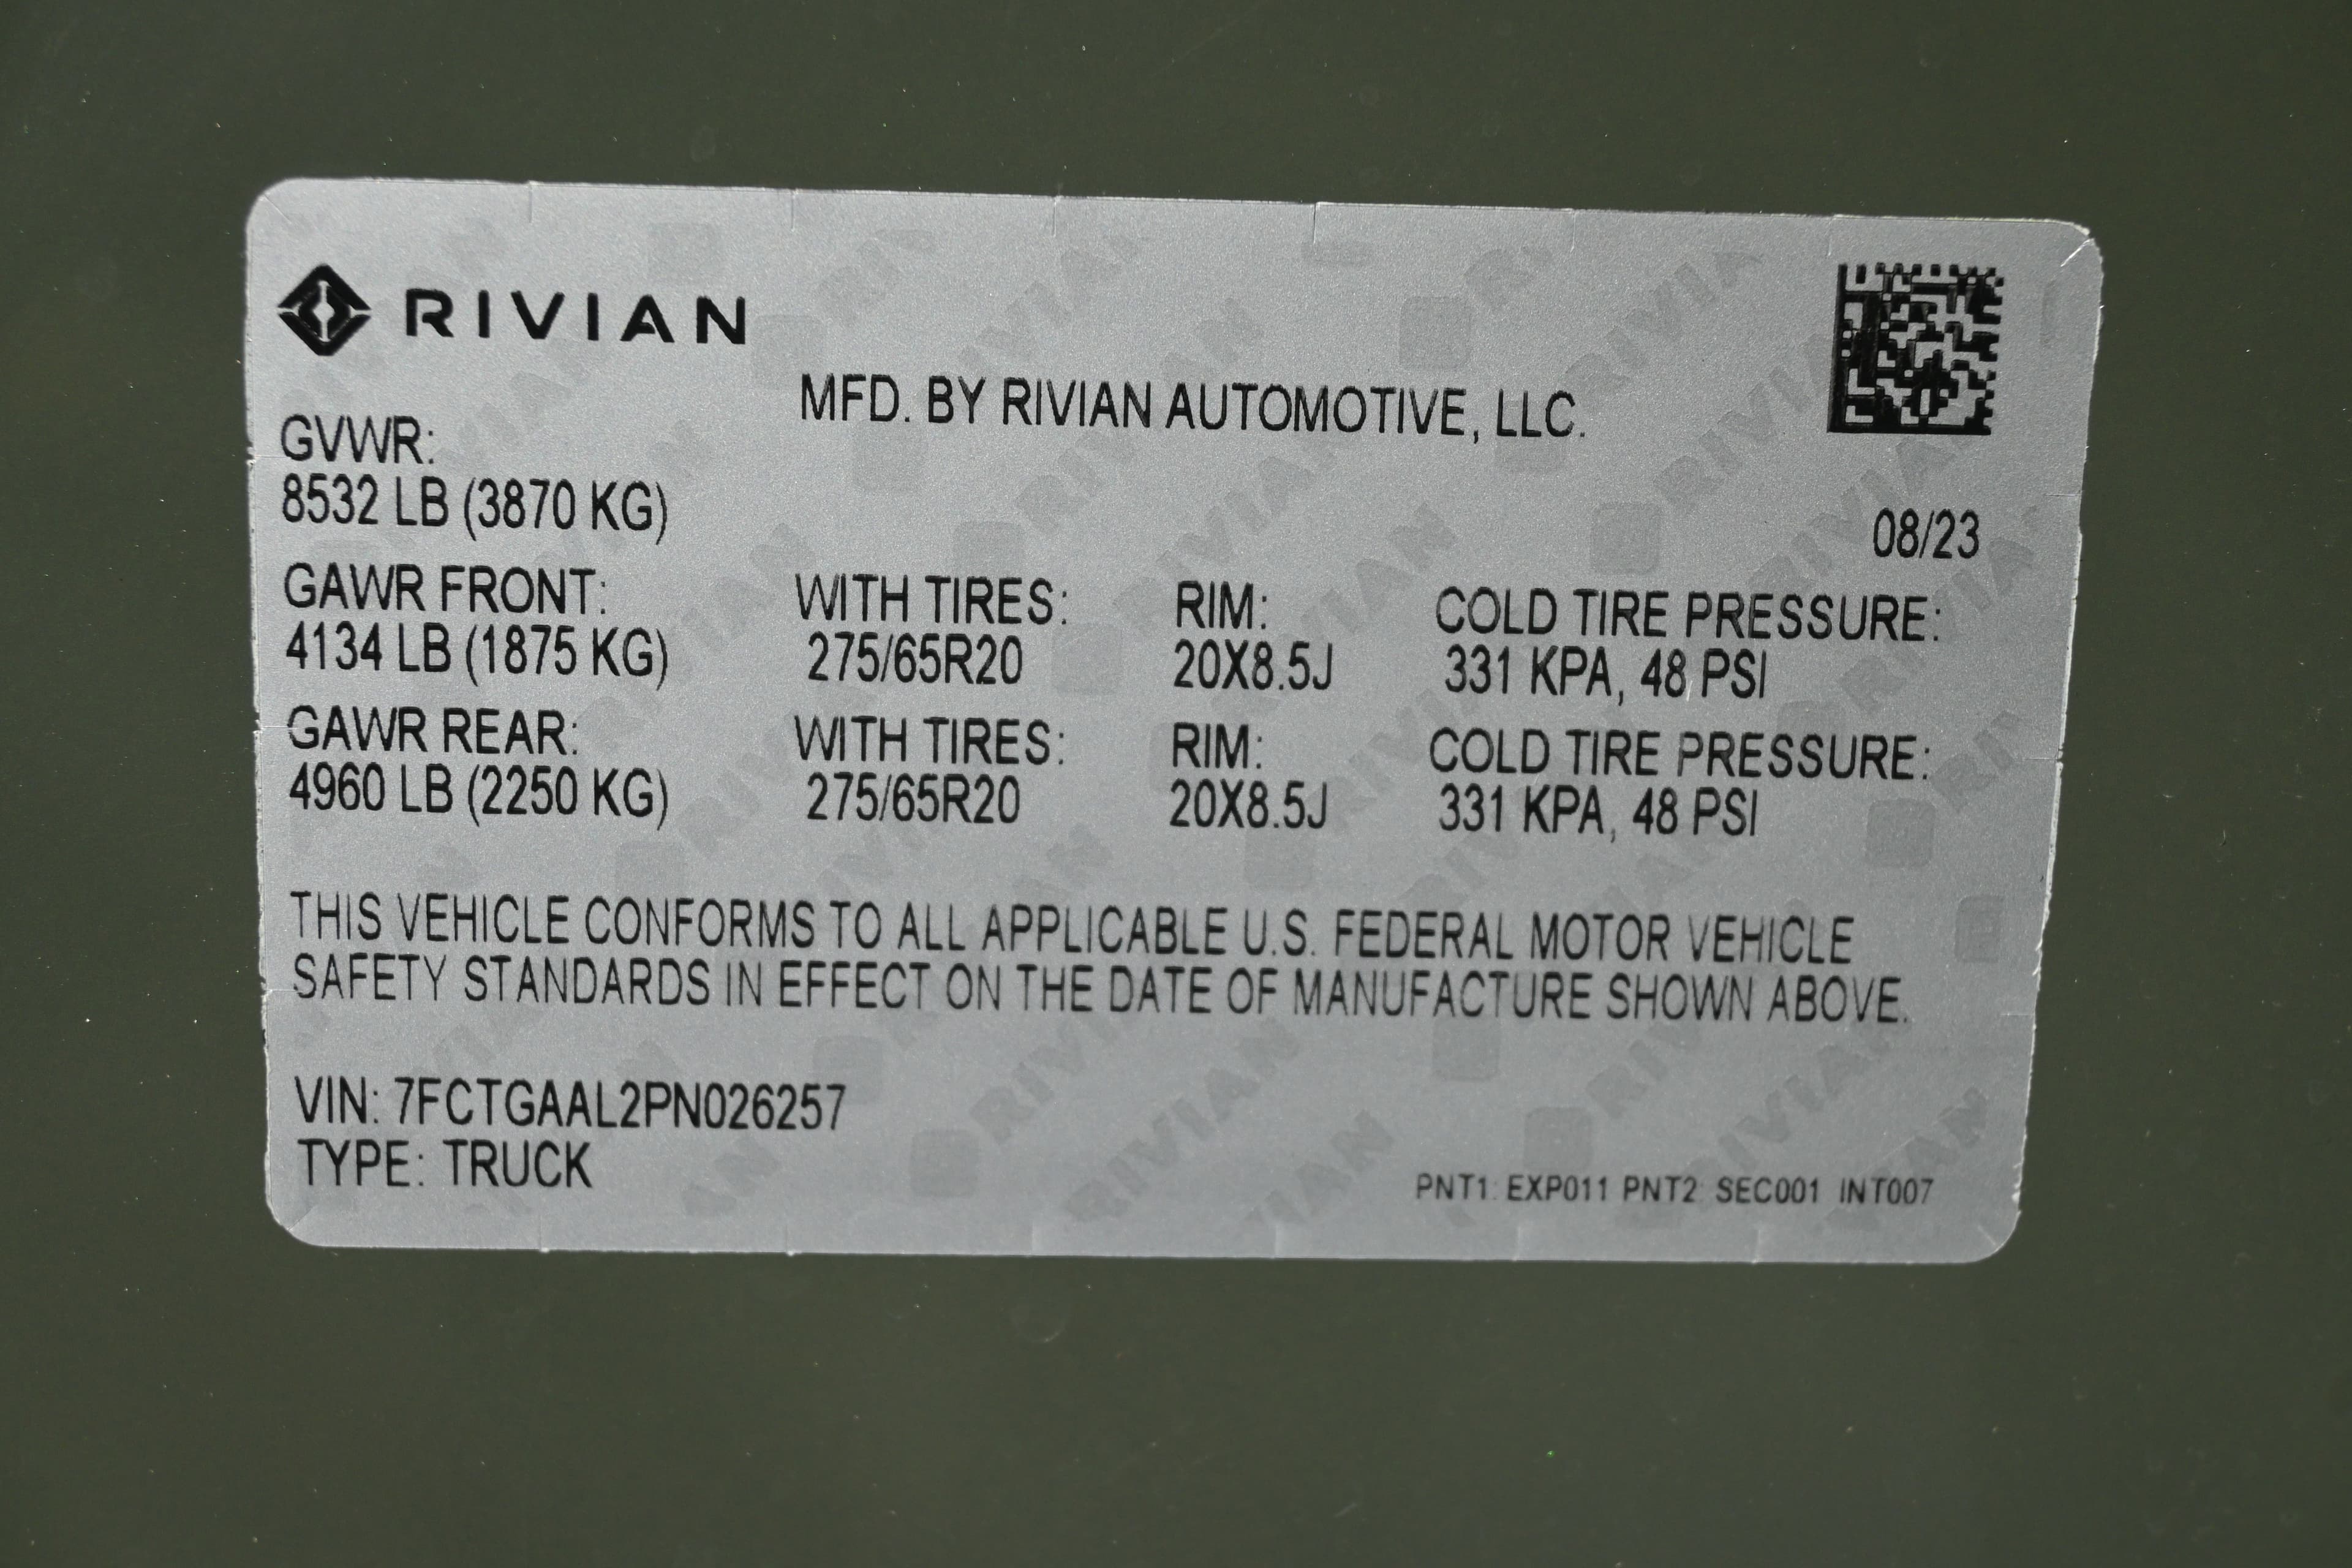 RIVIAN
MFD. BY RIVIAN AUTOMOTIVE, LLC.
GVWR:
8532 LB (3870 KG)
08/23
GAWR FRONT: WITH TIRES: RIM: COLD TIRE PRESSURE:
4134 LB (1875 KG) 275/65R20 20X8.5J 331 KPA, 48 PSI
GAWR REAR: WITH TIRES: RIM: COLD TIRE PRESSURE:
4960 LB (2250 KG) 275/65R20 20X8.5J 331 KPA, 48 PSI
THIS VEHICLE CONFORMS TO ALL APPLICABLE U.S. FEDERAL MOTOR VEHICLE
SAFETY STANDARDS IN EFFECT ON THE DATE OF MANUFACTURE SHOWN ABOVE.
VIN: 7FCTGAAL2PN026257
TYPE: TRUCK
PNT1: EXP011 PNT2: SEC001 INT007